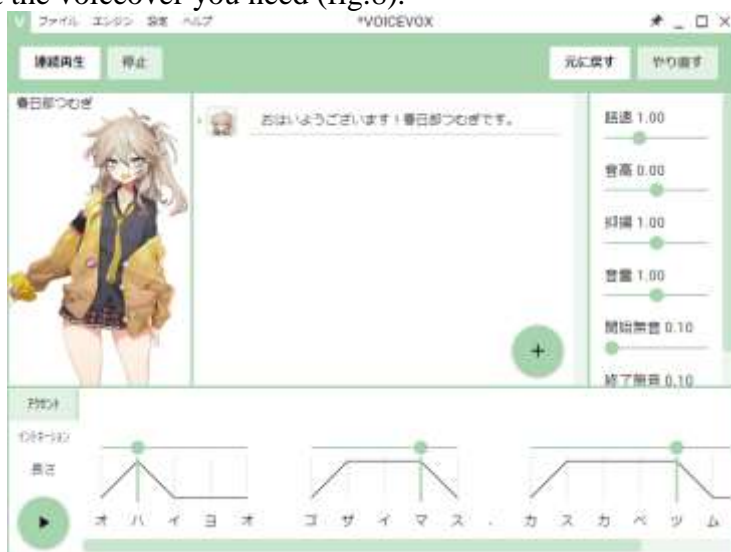 the voiceover you need (fig.8).
V ファイル エンジン 設定 ヘルプ *VOICEVOX
連続再生 停止 元に戻す やり直す
春日部つむぎ
おはいようございます！春日部つむぎです。
話速 1.00
音高 0.00
抑揚 1.00
音量 1.00
開始無音 0.10
終了無音 0.10
+
アクセント
イントネーション
長さ
オ ハ イ ヨ オ ゴ ザ イ マ ス . カ ス カ ベ ツ ム